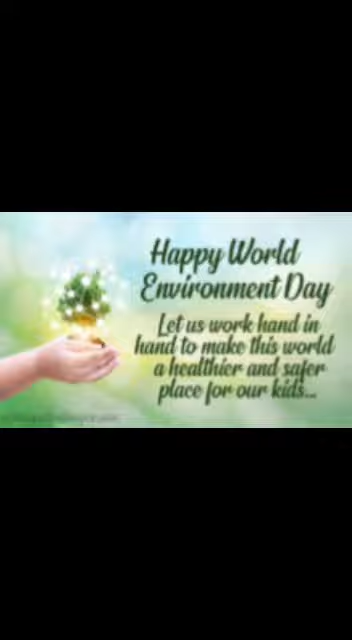 Happy World
Environment Day
Let us work hand in
hand to make this world
a healthier and safer
place for our kids...